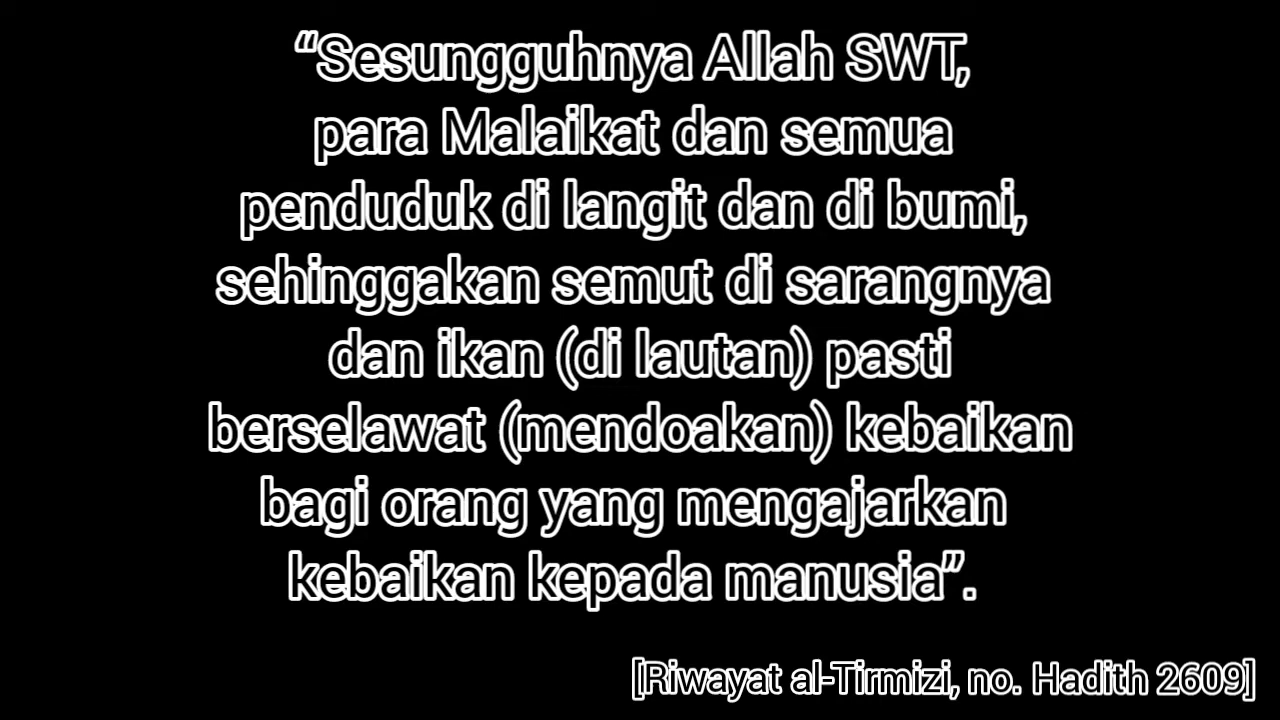 “Sesungguhnya Allah SWT,
para Malaikat dan semua
penduduk di langit dan di bumi,
sehinggakan semut di sarangnya
dan ikan (di lautan) pasti
berselawat (mendoakan) kebaikan
bagi orang yang mengajarkan
kebaikan kepada manusia”.
[Riwayat al-Tirmizi, no. Hadith 2609]